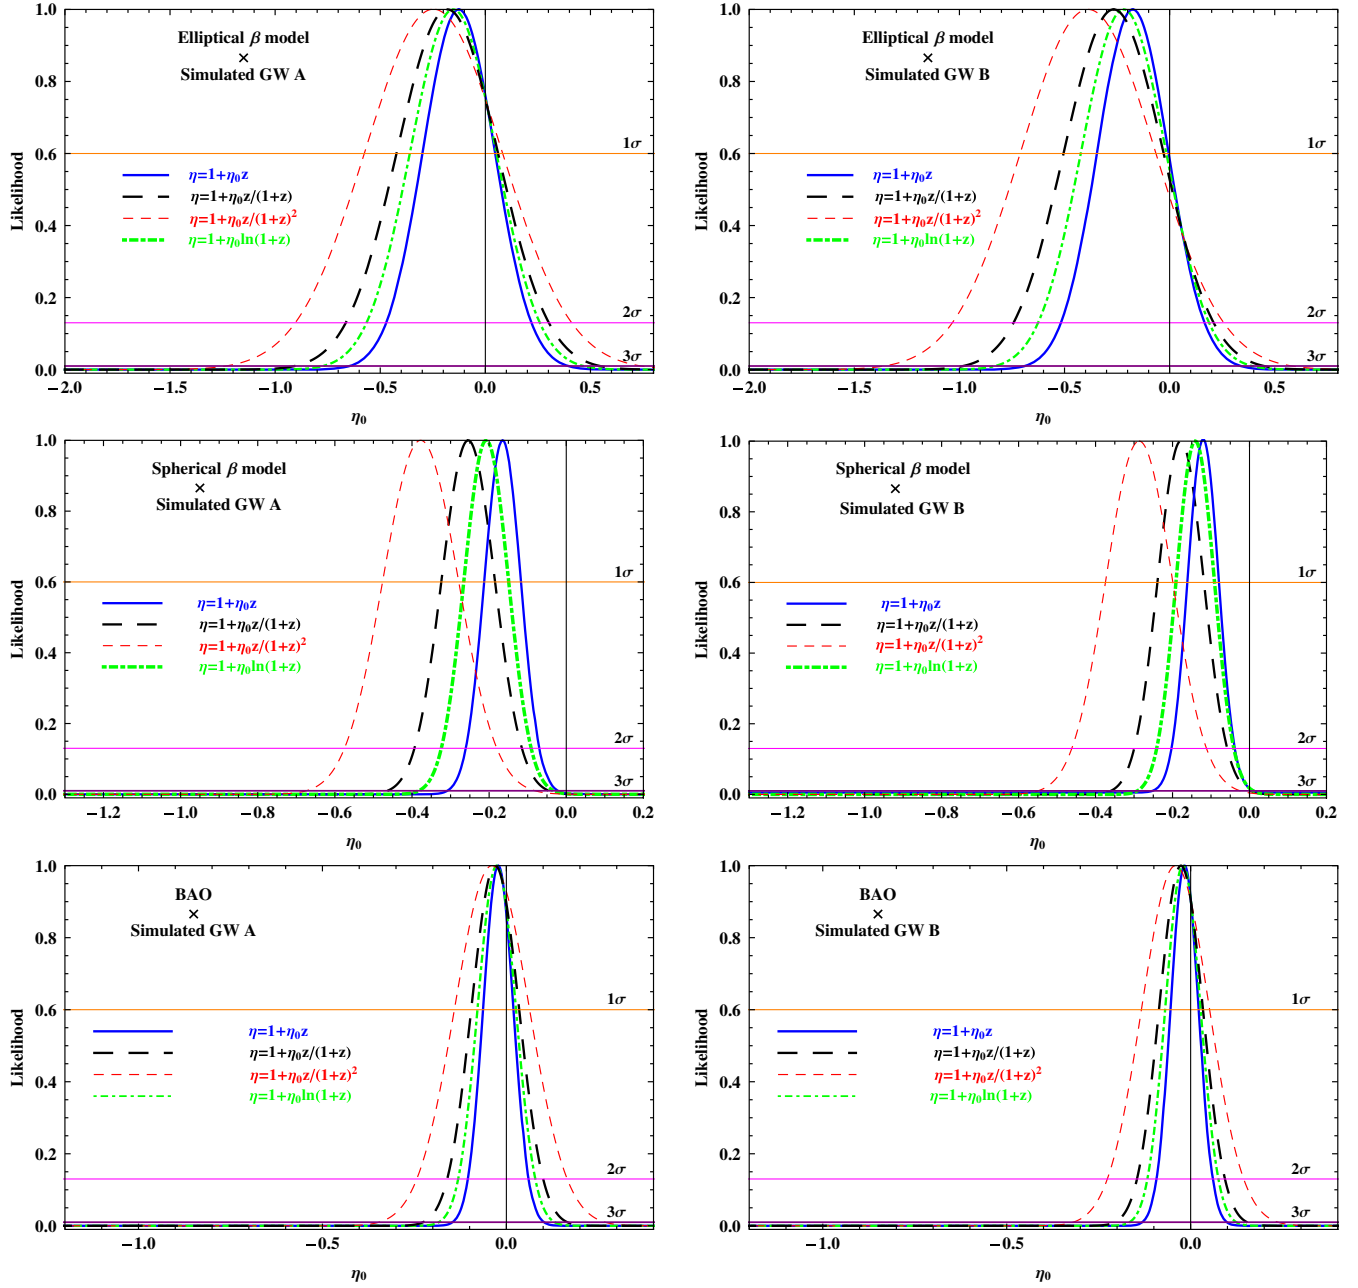 Elliptical β model
×
Simulated GW A
Likelihood
1.0
0.8
0.6
0.4
0.2
0.0
1σ
2σ
3σ
η=1+η₀z
η=1+η₀z/(1+z)
η=1+η₀z/(1+z)²
η=1+η₀ln(1+z)
−2.0 −1.5 −1.0 −0.5 0.0 0.5
η₀
Elliptical β model
×
Simulated GW B
Likelihood
1.0
0.8
0.6
0.4
0.2
0.0
1σ
2σ
3σ
η=1+η₀z
η=1+η₀z/(1+z)
η=1+η₀z/(1+z)²
η=1+η₀ln(1+z)
−2.0 −1.5 −1.0 −0.5 0.0 0.5
η₀
Spherical β model
×
Simulated GW A
Likelihood
1.0
0.8
0.6
0.4
0.2
0.0
1σ
2σ
3σ
η=1+η₀z
η=1+η₀z/(1+z)
η=1+η₀z/(1+z)²
η=1+η₀ln(1+z)
−1.2 −1.0 −0.8 −0.6 −0.4 −0.2 0.0 0.2
η₀
Spherical β model
×
Simulated GW B
Likelihood
1.0
0.8
0.6
0.4
0.2
0.0
1σ
2σ
3σ
η=1+η₀z
η=1+η₀z/(1+z)
η=1+η₀z/(1+z)²
η=1+η₀ln(1+z)
−1.2 −1.0 −0.8 −0.6 −0.4 −0.2 0.0 0.2
η₀
BAO
×
Simulated GW A
Likelihood
1.0
0.8
0.6
0.4
0.2
0.0
1σ
2σ
3σ
η=1+η₀z
η=1+η₀z/(1+z)
η=1+η₀z/(1+z)²
η=1+η₀ln(1+z)
−1.0 −0.5 0.0
η₀
BAO
×
Simulated GW B
Likelihood
1.0
0.8
0.6
0.4
0.2
0.0
1σ
2σ
3σ
η=1+η₀z
η=1+η₀z/(1+z)
η=1+η₀z/(1+z)²
η=1+η₀ln(1+z)
−1.0 −0.5 0.0
η₀